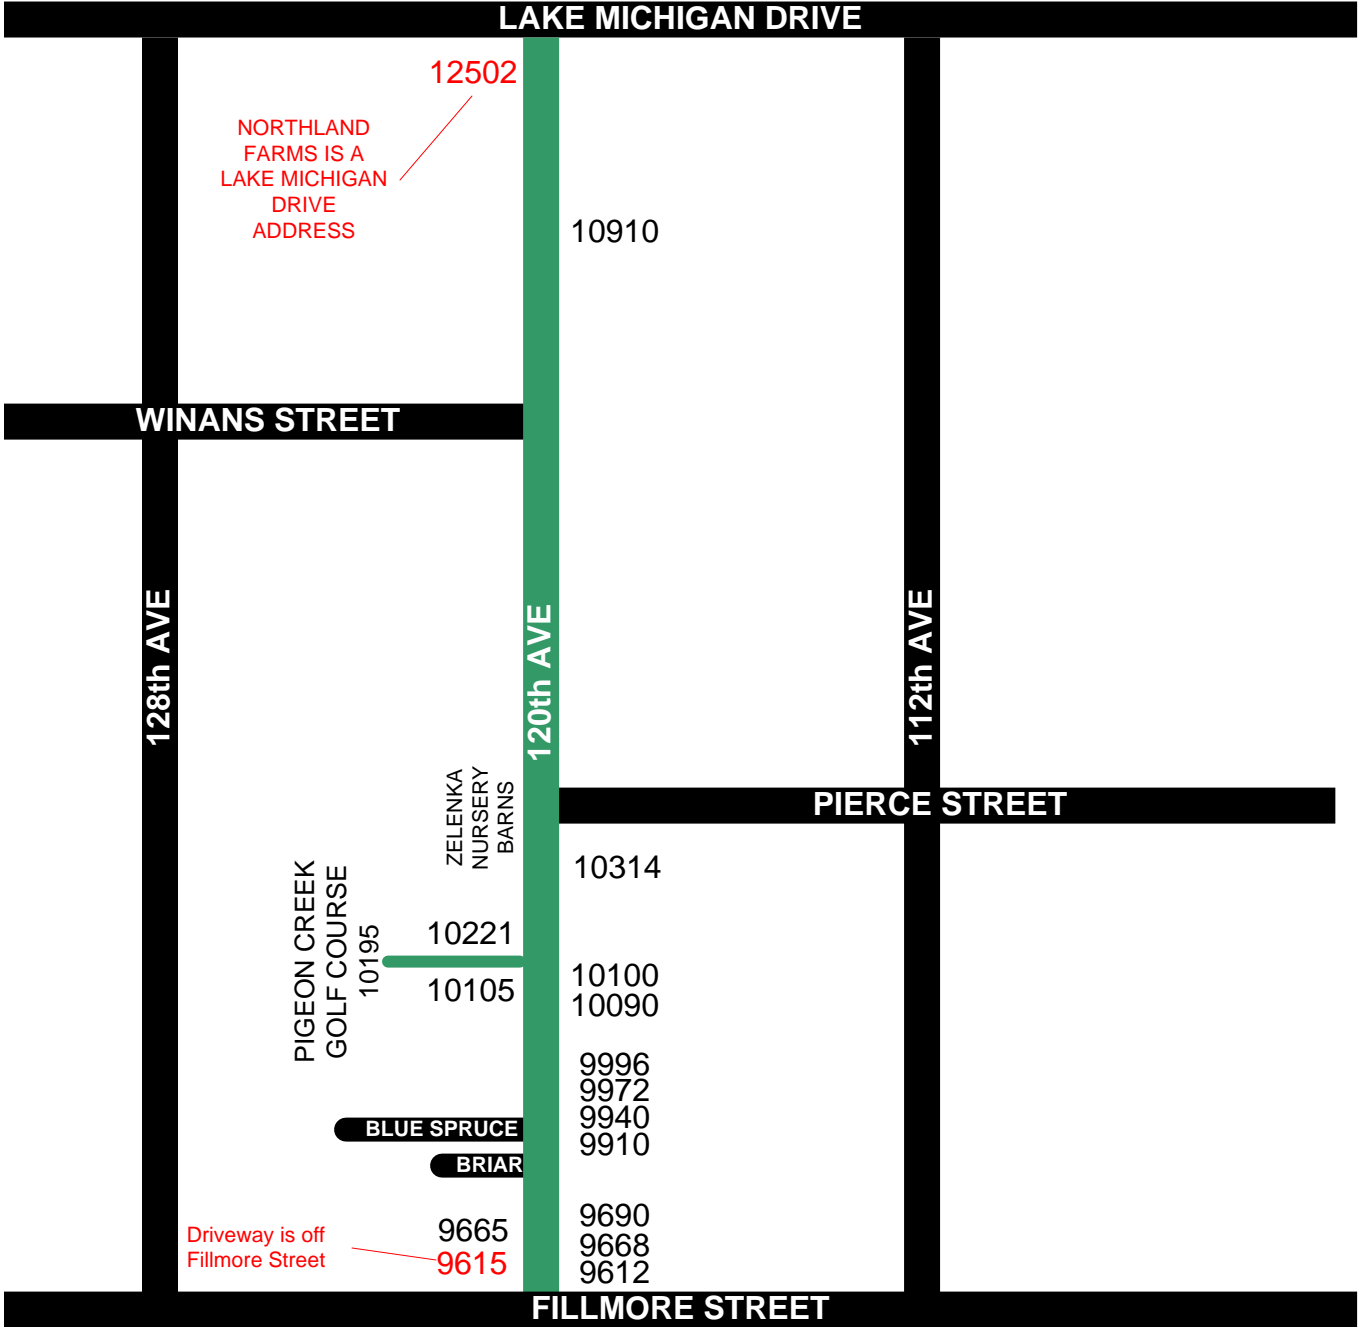 LAKE MICHIGAN DRIVE
12502
NORTHLAND
FARMS IS A
LAKE MICHIGAN
DRIVE
ADDRESS
10910
WINANS STREET
128th AVE
120th AVE
112th AVE
ZELENKA
NURSERY
BARNS
PIERCE STREET
10314
PIGEON CREEK
GOLF COURSE
10195
10221
10105
10100
10090
9996
9972
9940
9910
BLUE SPRUCE
BRIAR
Driveway is off
Fillmore Street
9665
9615
9690
9668
9612
FILLMORE STREET